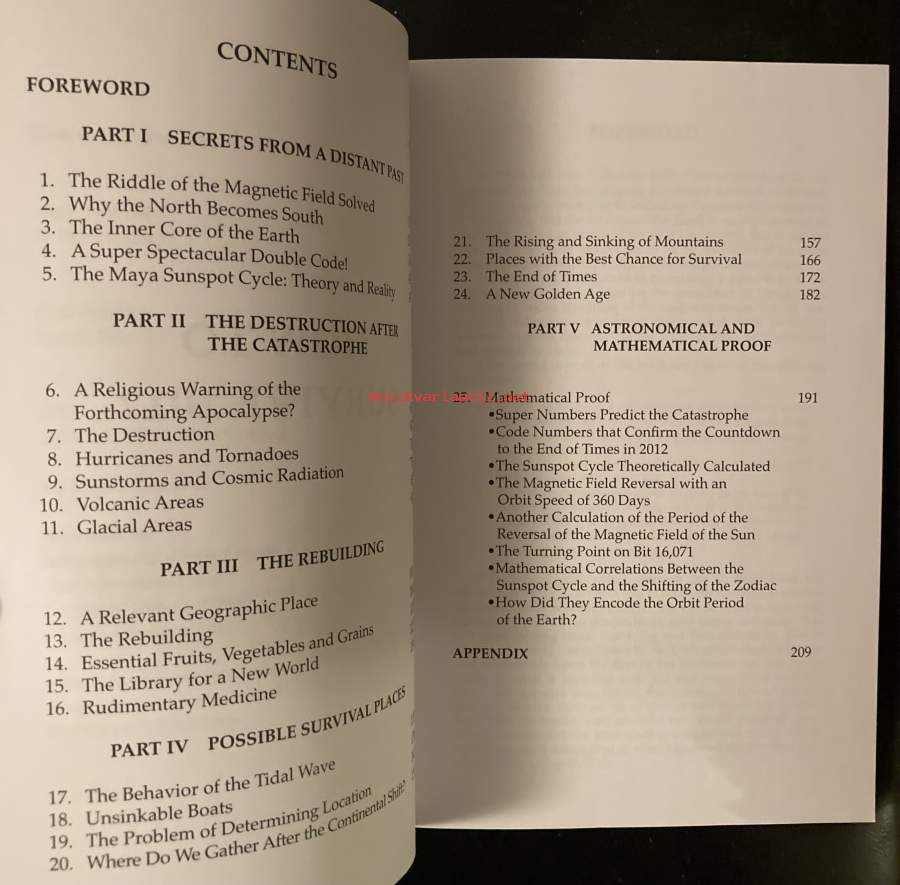 CONTENTS
FOREWORD
PART I SECRETS FROM A DISTANT PAST
1. The Riddle of the Magnetic Field Solved
2. Why the North Becomes South
3. The Inner Core of the Earth
4. A Super Spectacular Double Code!
5. The Maya Sunspot Cycle: Theory and Reality
PART II THE DESTRUCTION AFTER
THE CATASTROPHE
6. A Religious Warning of the
Forthcoming Apocalypse?
7. The Destruction
8. Hurricanes and Tornadoes
9. Sunstorms and Cosmic Radiation
10. Volcanic Areas
11. Glacial Areas
PART III THE REBUILDING
12. A Relevant Geographic Place
13. The Rebuilding
14. Essential Fruits, Vegetables and Grains
15. The Library for a New World
16. Rudimentary Medicine
PART IV POSSIBLE SURVIVAL PLACES
17. The Behavior of the Tidal Wave
18. Unsinkable Boats
19. The Problem of Determining Location
20. Where Do We Gather After the Continental Shift?
21. The Rising and Sinking of Mountains 157
22. Places with the Best Chance for Survival 166
23. The End of Times 172
24. A New Golden Age 182
PART V ASTRONOMICAL AND
MATHEMATICAL PROOF
25. Mathematical Proof 191
•Super Numbers Predict the Catastrophe
•Code Numbers that Confirm the Countdown
to the End of Times in 2012
•The Sunspot Cycle Theoretically Calculated
•The Magnetic Field Reversal with an
Orbit Speed of 360 Days
•Another Calculation of the Period of the
Reversal of the Magnetic Field of the Sun
•The Turning Point on Bit 16,071
•Mathematical Correlations Between the
Sunspot Cycle and the Shifting of the Zodiac
•How Did They Encode the Orbit Period
of the Earth?
APPENDIX 209